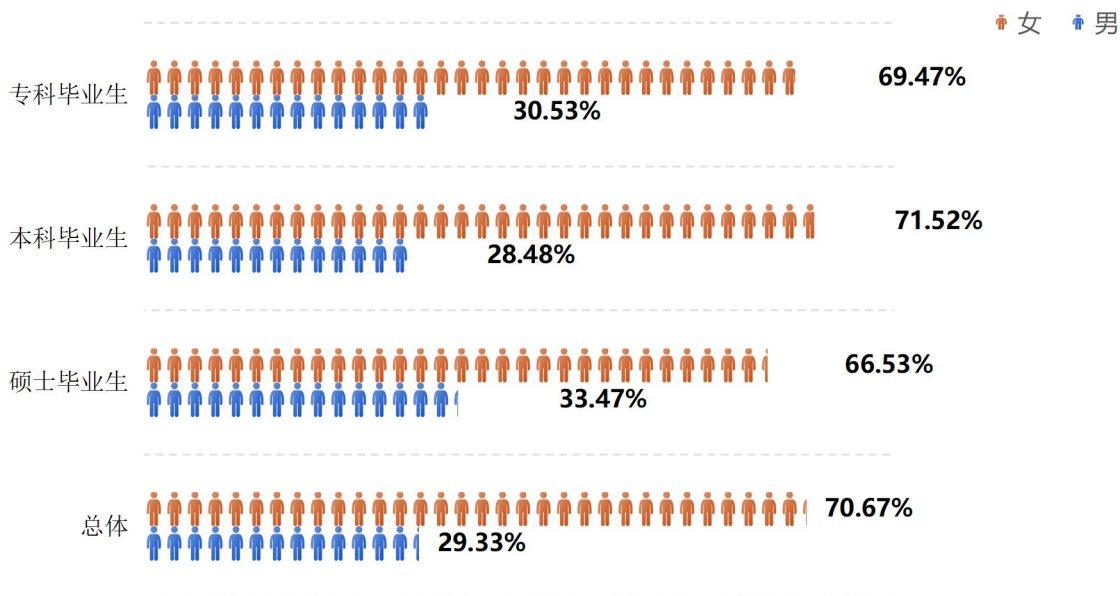 女 男
专科毕业生
69.47%
30.53%
本科毕业生
71.52%
28.48%
硕士毕业生
66.53%
33.47%
总体
70.67%
29.33%